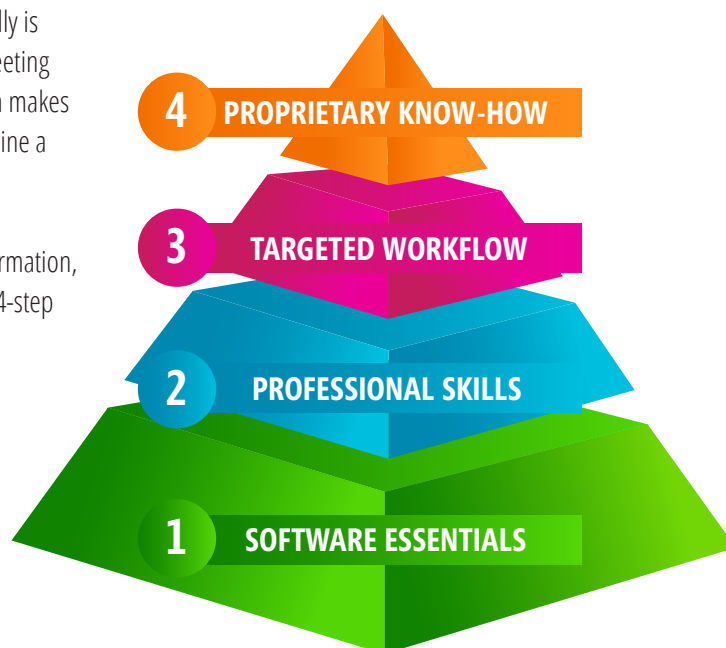 lly is
eeting
n makes
ine a
rmation,
4-step
4 PROPRIETARY KNOW-HOW
3 TARGETED WORKFLOW
2 PROFESSIONAL SKILLS
1 SOFTWARE ESSENTIALS